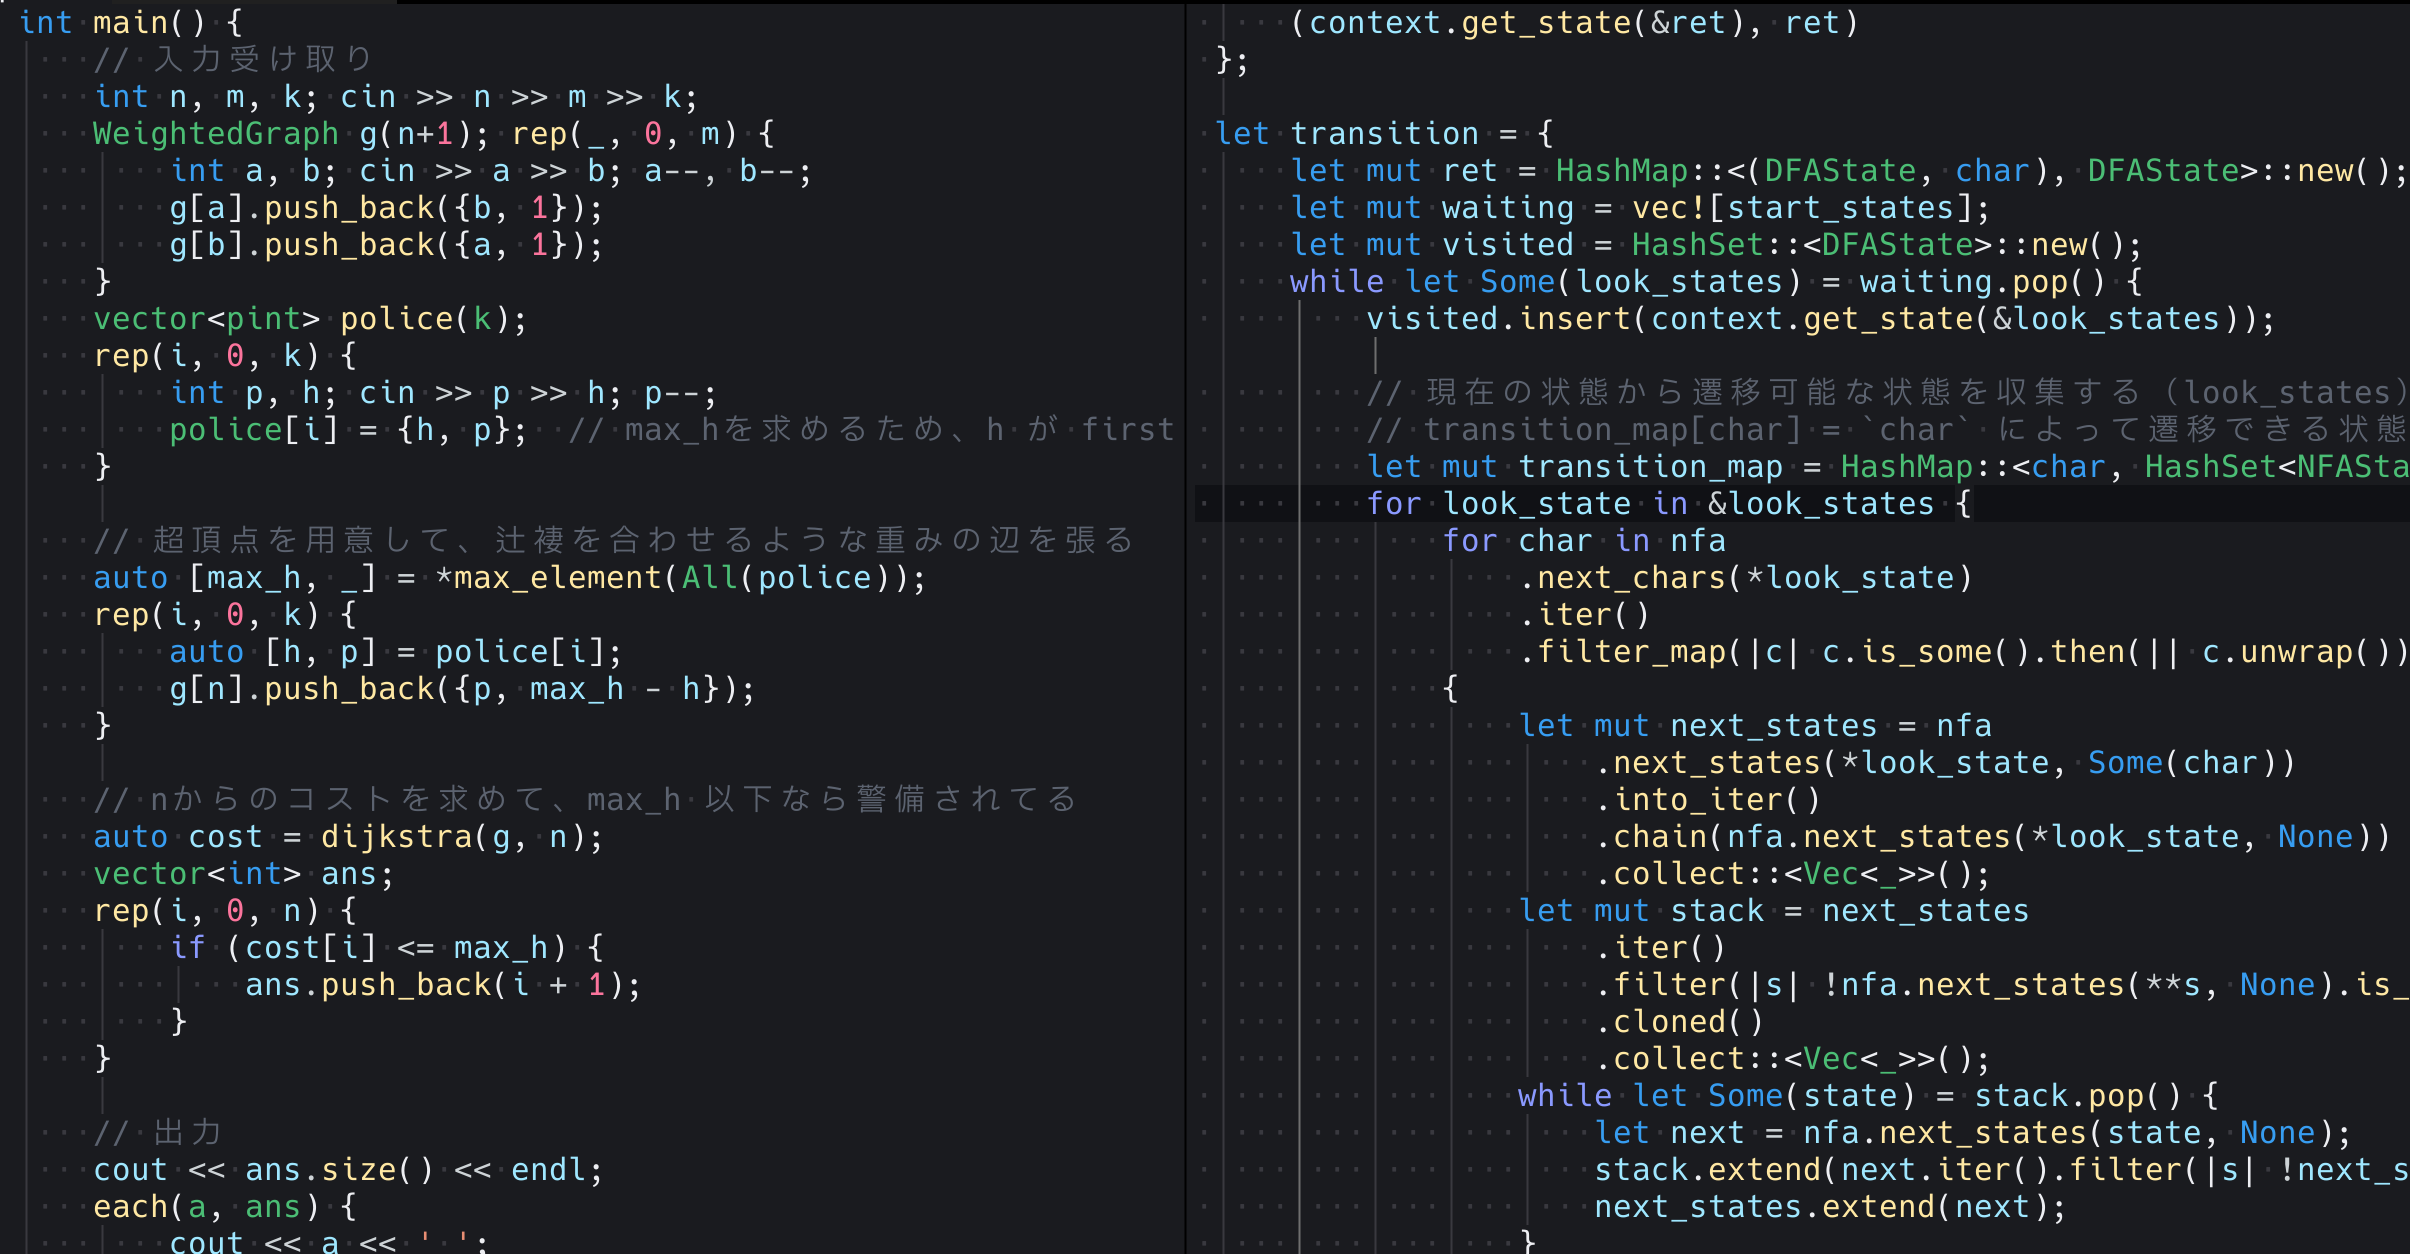 int main() {
// 入力受け取り
int n, m, k; cin >> n >> m >> k;
WeightedGraph g(n+1); rep(_, 0, m) {
int a, b; cin >> a >> b; a--, b--;
g[a].push_back({b, 1});
g[b].push_back({a, 1});
}
vector<pint> police(k);
rep(i, 0, k) {
int p, h; cin >> p >> h; p--;
police[i] = {h, p};  // max_hを求めるため、h が first
}
// 超頂点を用意して、辻褄を合わせるような重みの辺を張る
auto [max_h, _] = *max_element(All(police));
rep(i, 0, k) {
auto [h, p] = police[i];
g[n].push_back({p, max_h - h});
}
// nからのコストを求めて、max_h 以下なら警備されてる
auto cost = dijkstra(g, n);
vector<int> ans;
rep(i, 0, n) {
if (cost[i] <= max_h) {
ans.push_back(i + 1);
}
}
// 出力
cout << ans.size() << endl;
each(a, ans) {
cout << a << ' ';
(context.get_state(&ret), ret)
};
let transition = {
let mut ret = HashMap::<(DFAState, char), DFAState>::new();
let mut waiting = vec![start_states];
let mut visited = HashSet::<DFAState>::new();
while let Some(look_states) = waiting.pop() {
visited.insert(context.get_state(&look_states));
// 現在の状態から遷移可能な状態を収集する（look_states）
// transition_map[char] = `char` によって遷移できる状態
let mut transition_map = HashMap::<char, HashSet<NFASta
for look_state in &look_states {
for char in nfa
.next_chars(*look_state)
.iter()
.filter_map(|c| c.is_some().then(|| c.unwrap())
{
let mut next_states = nfa
.next_states(*look_state, Some(char))
.into_iter()
.chain(nfa.next_states(*look_state, None))
.collect::<Vec<_>>();
let mut stack = next_states
.iter()
.filter(|s| !nfa.next_states(**s, None).is_
.cloned()
.collect::<Vec<_>>();
while let Some(state) = stack.pop() {
let next = nfa.next_states(state, None);
stack.extend(next.iter().filter(|s| !next_s
next_states.extend(next);
}